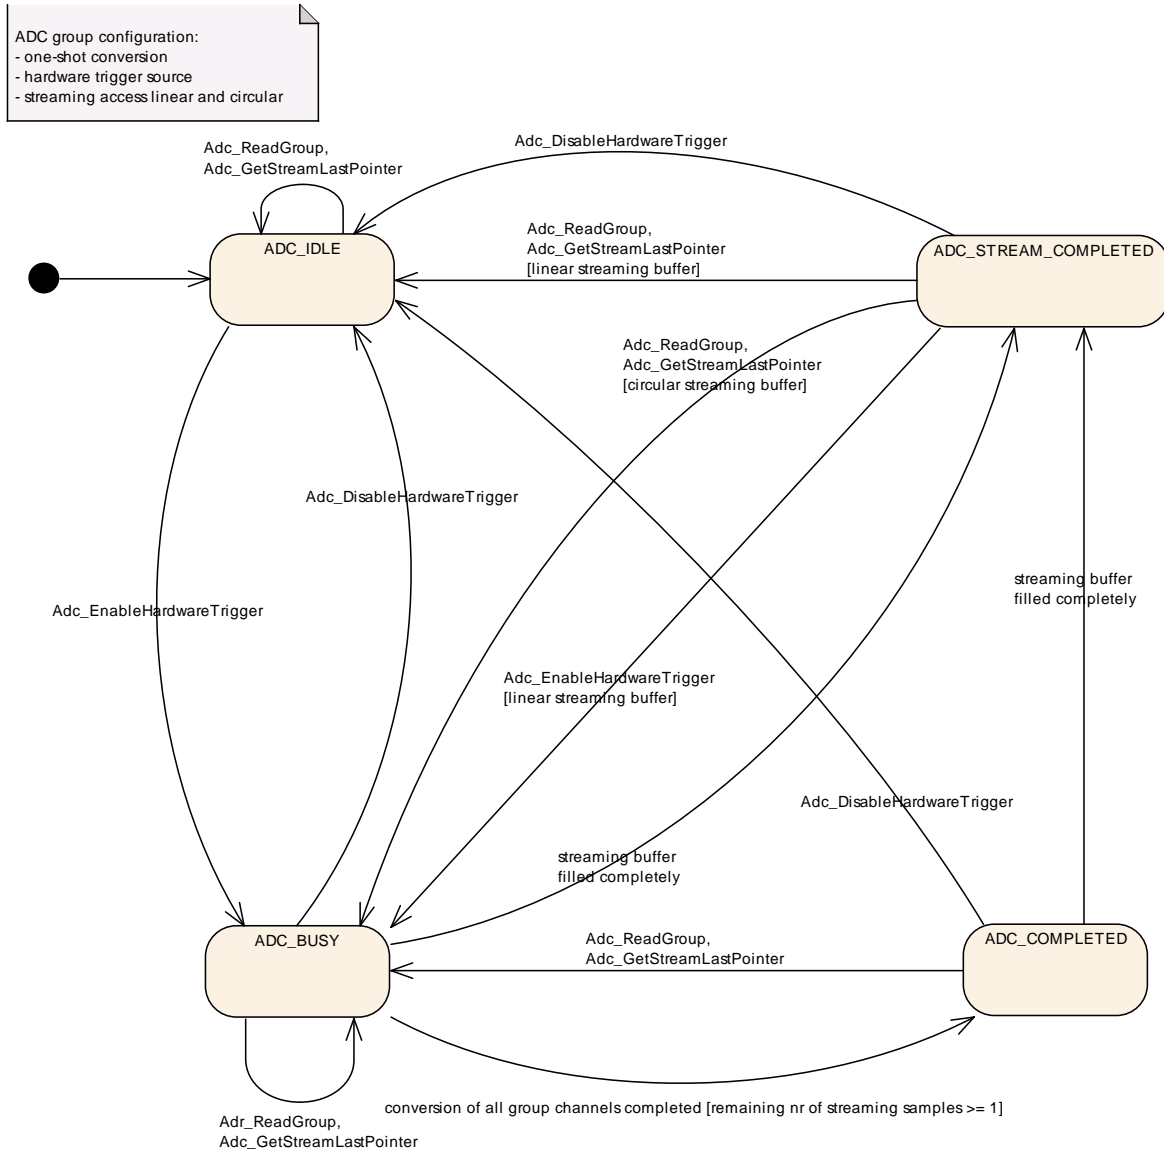 ADC group configuration:
- one-shot conversion
- hardware trigger source
- streaming access linear and circular
Adc_DisableHardwareTrigger
Adc_ReadGroup,
Adc_GetStreamLastPointer
Adc_ReadGroup,
Adc_GetStreamLastPointer
[linear streaming buffer]
ADC_IDLE
ADC_STREAM_COMPLETED
Adc_ReadGroup,
Adc_GetStreamLastPointer
[circular streaming buffer]
Adc_DisableHardwareTrigger
streaming buffer
filled completely
Adc_EnableHardwareTrigger
Adc_EnableHardwareTrigger
[linear streaming buffer]
Adc_DisableHardwareTrigger
streaming buffer
filled completely
ADC_BUSY
ADC_COMPLETED
Adc_ReadGroup,
Adc_GetStreamLastPointer
conversion of all group channels completed [remaining nr of streaming samples >= 1]
Adr_ReadGroup,
Adc_GetStreamLastPointer